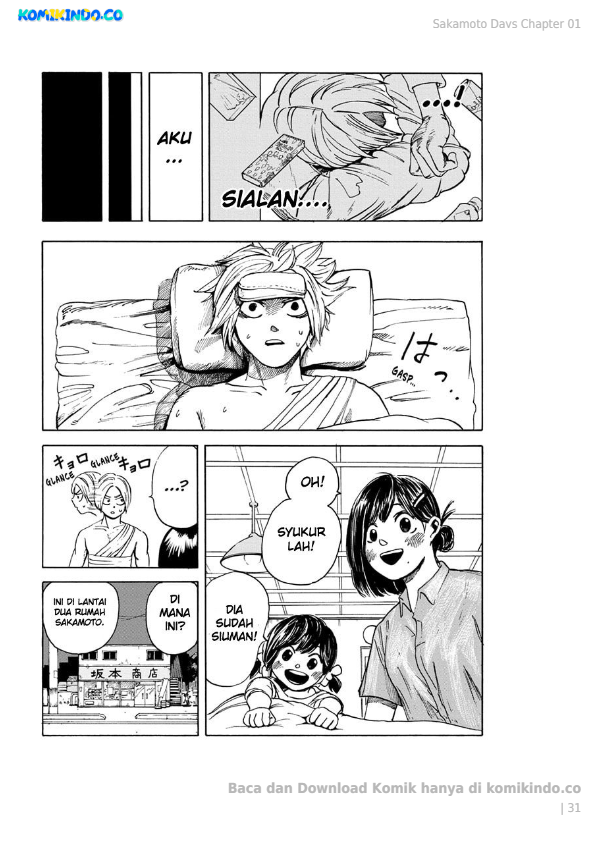 KOMIKINDO.CO
Sakamoto Days Chapter 01
....!
SIALAN....
AKU
...
はっ..
GASP...
OH!
SYUKUR
LAH!
DIA
SUDAH
SIUMAN!
...?
キョロ
GLANCE
キョロ
GLANCE
DI
MANA
INI?
INI DI LANTAI
DUA RUMAH
SAKAMOTO.
坂本商店
Baca dan Download Komik hanya di komikindo.co
| 31